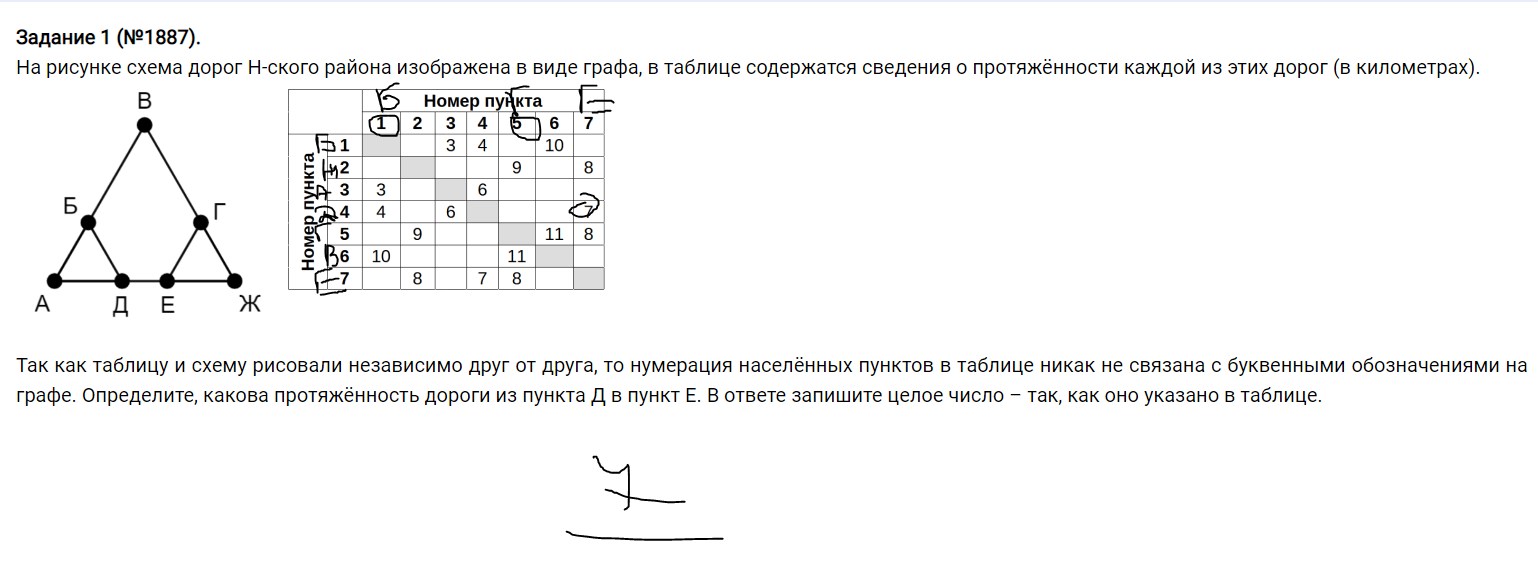 Задание 1 (№1887).
На рисунке схема дорог Н-ского района изображена в виде графа, в таблице содержатся сведения о протяжённости каждой из этих дорог (в километрах).
В
Б
Г
А Д Е Ж
Б Г
Номер пункта
1 2 3 4 5 6 7
Номер пункта
1 3 4 10
2 9 8
3 3 6
4 4 6 7
5 9 11 8
В 6 10 11
7 8 7 8
Так как таблицу и схему рисовали независимо друг от друга, то нумерация населённых пунктов в таблице никак не связана с буквенными обозначениями на
графе. Определите, какова протяжённость дороги из пункта Д в пункт Е. В ответе запишите целое число – так, как оно указано в таблице.
7